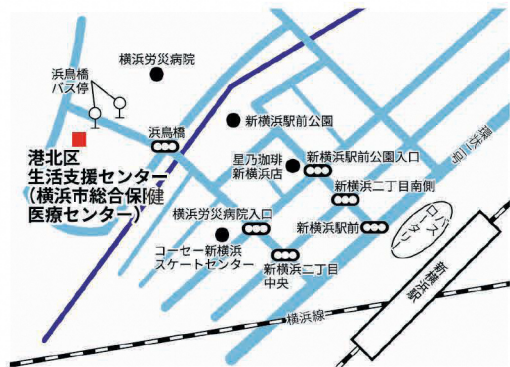 横浜労災病院
浜鳥橋
バス停
浜鳥橋
新横浜駅前公園
港北区
生活支援センター
（横浜市総合保健
医療センター）
星乃珈琲
新横浜店
新横浜駅前公園入口
環状二号
新横浜二丁目南側
横浜労災病院入口
新横浜駅前
バスタ
ーロ
コーセー新横浜
スケートセンター
新横浜二丁目
中央
新横浜駅
横浜線